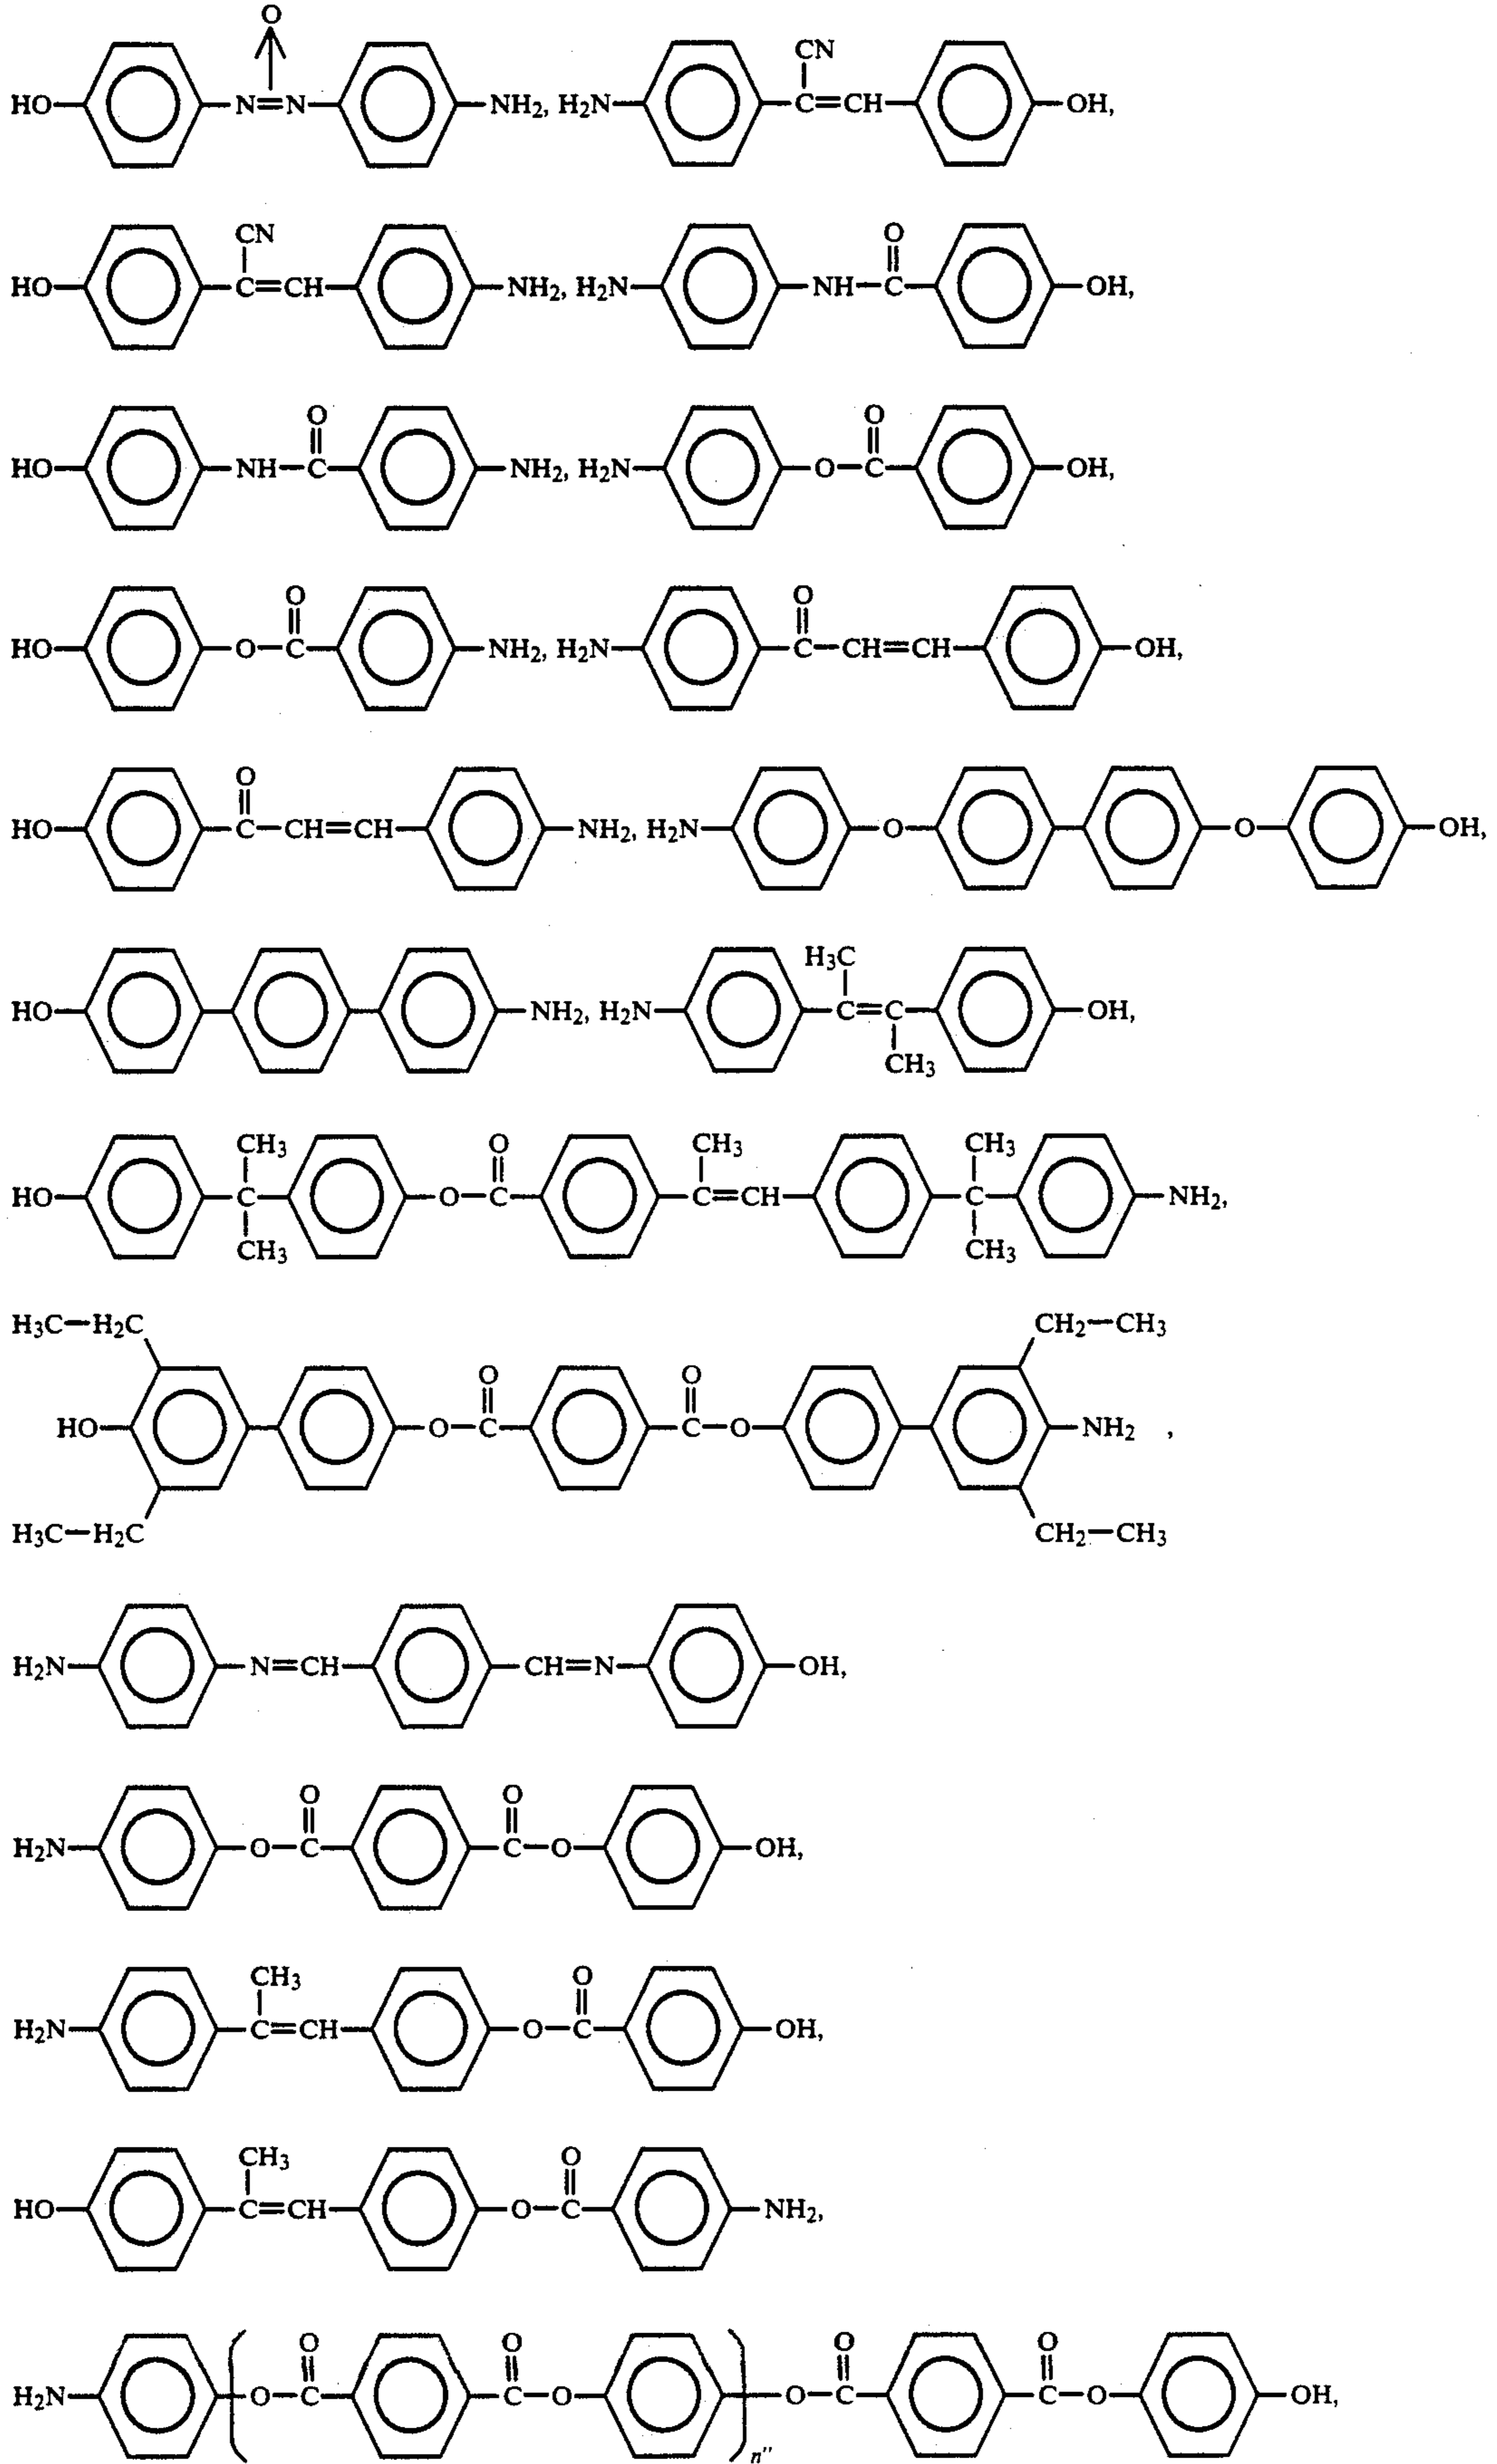 O
HO—N=N—NH2, H2N—C=CH—OH,
CN
CN
HO—C=CH—NH2, H2N—NH—C—OH,
O
O
HO—NH—C—NH2, H2N—O—C—OH,
O
O
HO—O—C—NH2, H2N—C—CH=CH—OH,
O
O
HO—C—CH=CH—NH2, H2N—O—O—OH,
H3C
HO—NH2, H2N—C=C—OH,
CH3
CH3 O CH3 CH3
HO—C—O—C—C=CH—C—NH2,
CH3 CH3
H3C—H2C CH2—CH3
O O
HO—O—C—C—O—NH2 ,
H3C—H2C CH2—CH3
H2N—N=CH—CH=N—OH,
O O
H2N—O—C—C—O—OH,
CH3 O
H2N—C=CH—O—C—OH,
CH3 O
HO—C=CH—O—C—NH2,
O O O O
H2N—(O—C—C—O—)n"—O—C—C—O—OH,